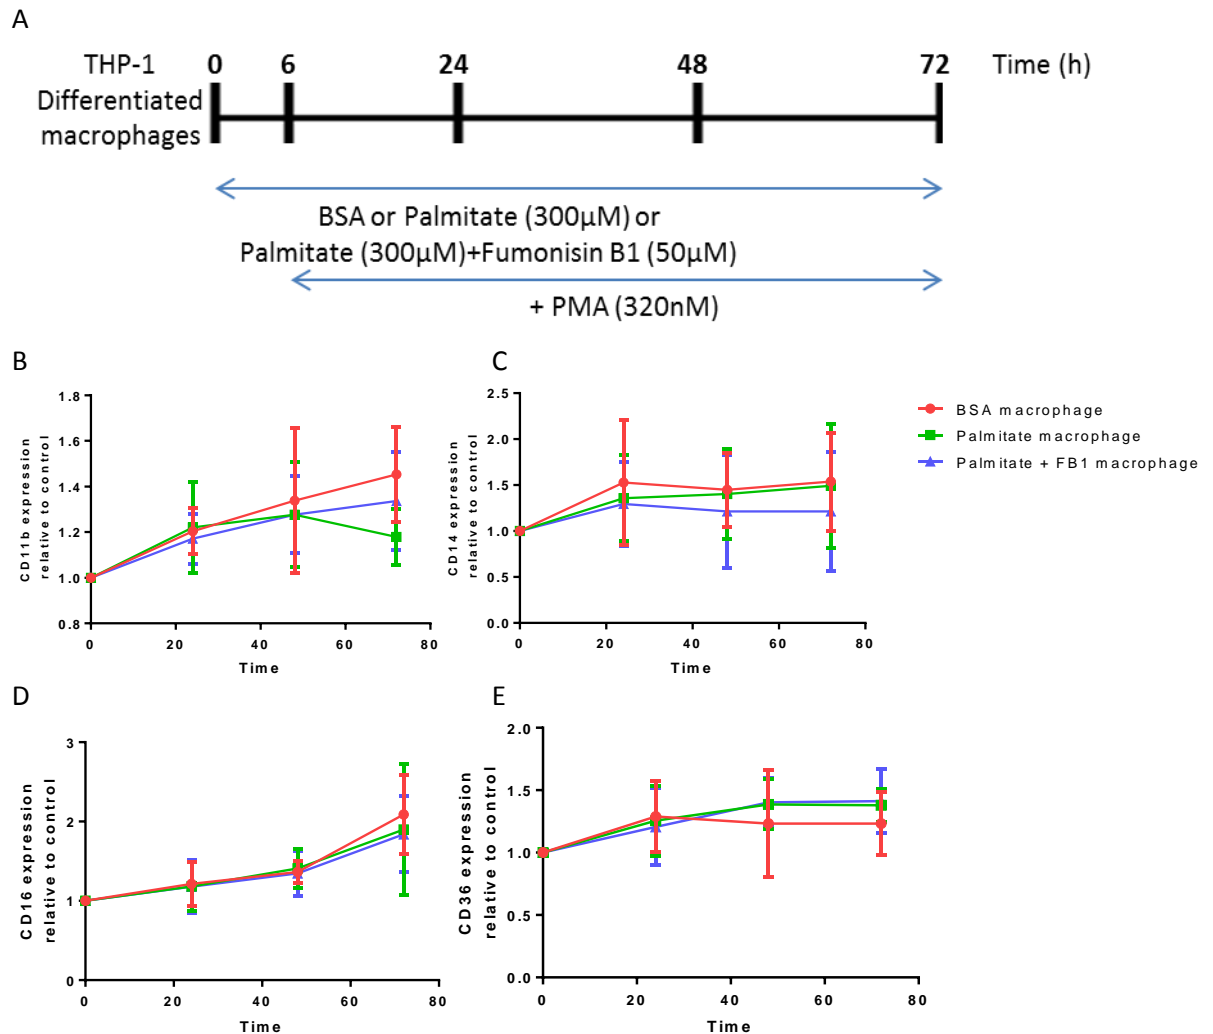 A
THP-1 0 6 24 48 72 Time (h)
Differentiated
macrophages
BSA or Palmitate (300µM) or
Palmitate (300µM)+Fumonisin B1 (50µM)
+ PMA (320nM)
B
CD11b expression
relative to control
1.8
1.6
1.4
1.2
1.0
0.8
0 20 40 60 80
Time
C
CD14 expression
relative to control
2.5
2.0
1.5
1.0
0.5
0.0
0 20 40 60 80
Time
BSA macrophage
Palmitate macrophage
Palmitate + FB1 macrophage
D
CD16 expression
relative to control
3
2
1
0
0 20 40 60 80
Time
E
CD36 expression
relative to control
2.0
1.5
1.0
0.5
0.0
0 20 40 60 80
Time